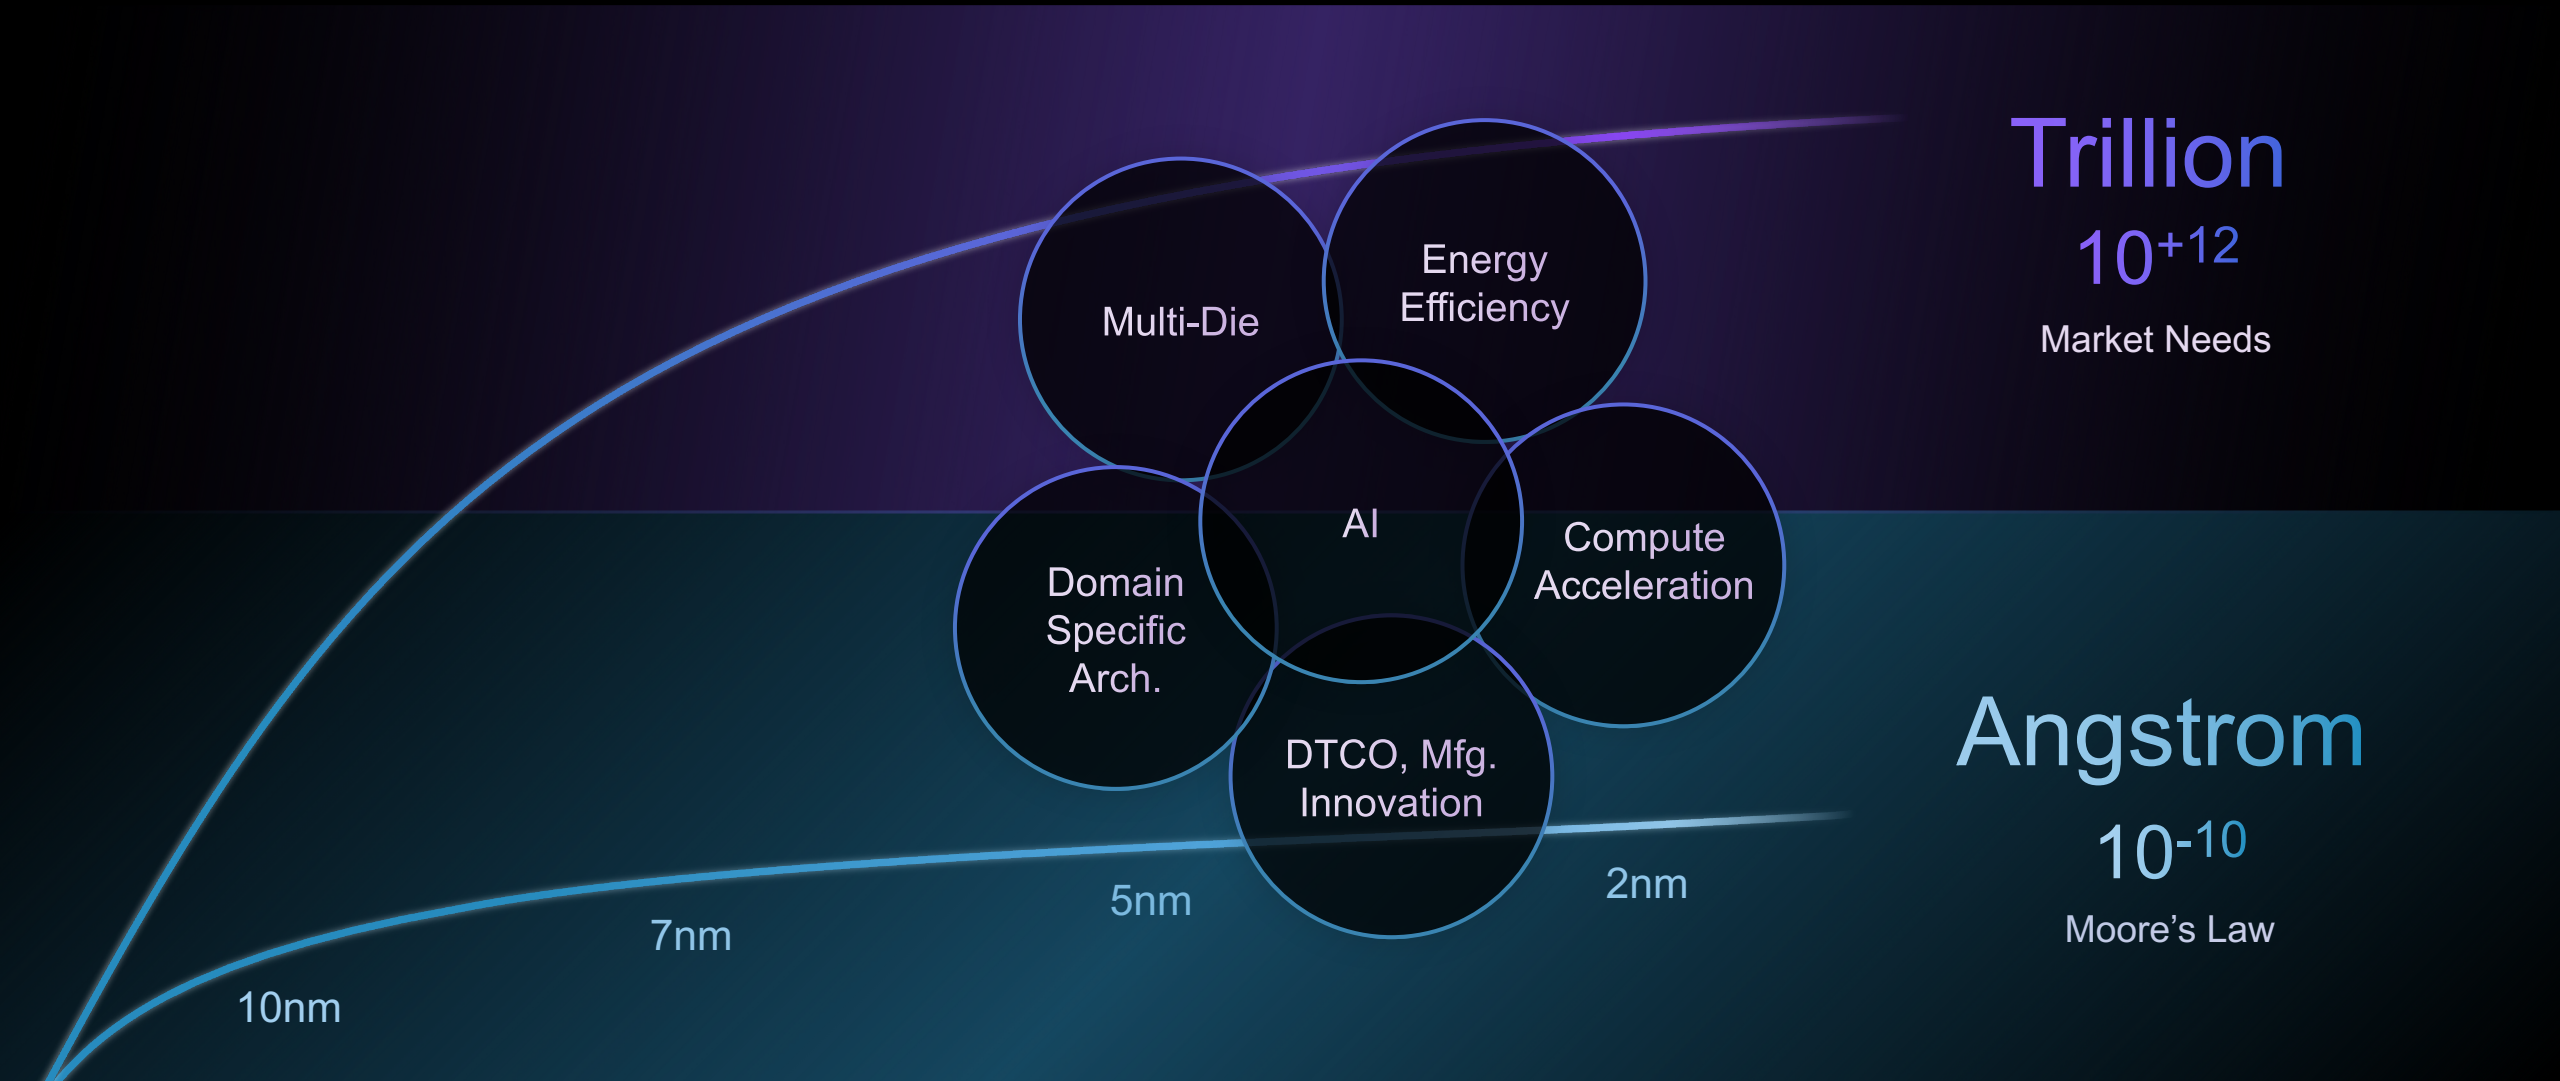 Trillion
10+12
Market Needs
Multi-Die
Energy
Efficiency
AI
Compute
Acceleration
Domain
Specific
Arch.
DTCO, Mfg.
Innovation
Angstrom
10-10
Moore’s Law
10nm
7nm
5nm
2nm